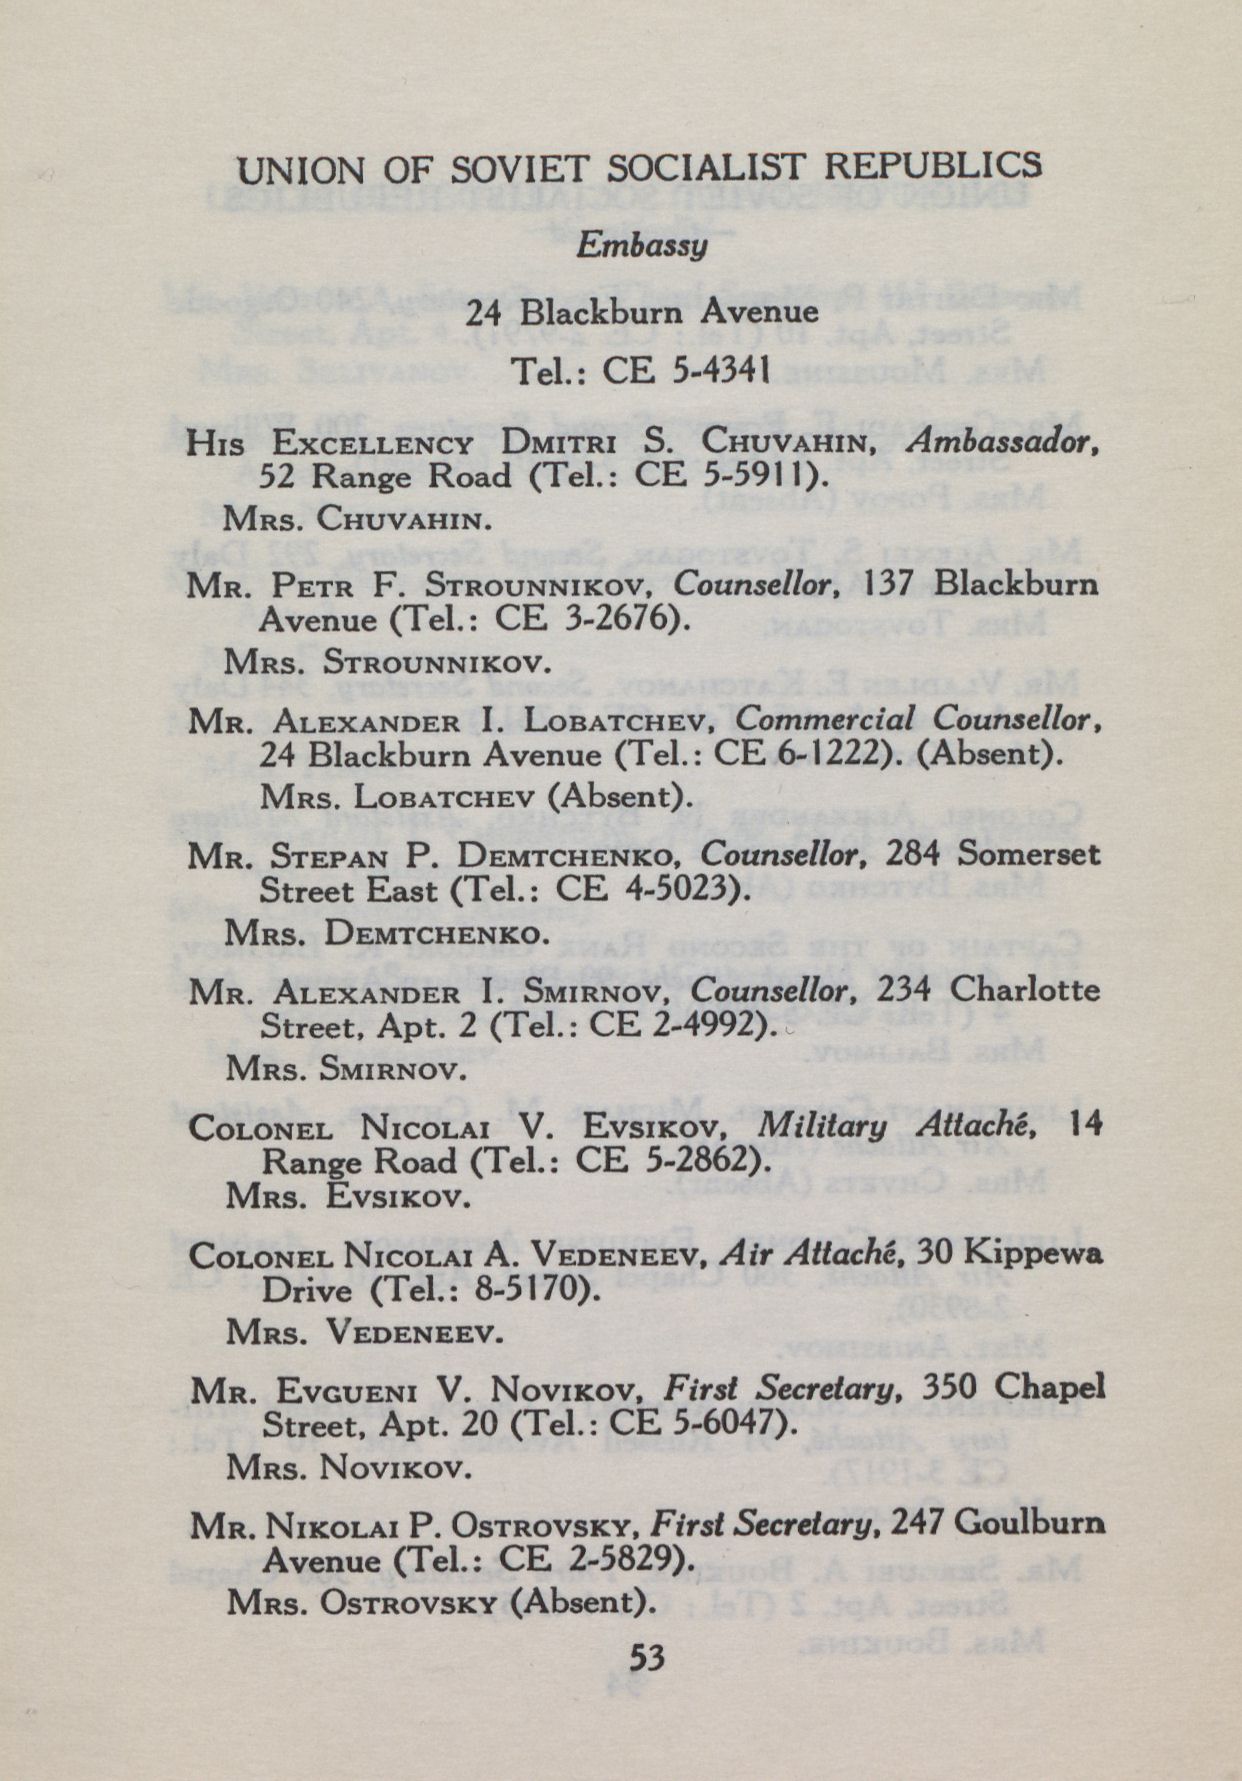 UNION OF SOVIET SOCIALIST REPUBLICS
Embassy
24 Blackburn Avenue
Tel.: CE 5-4341
HIS EXCELLENCY DMITRI S. CHUVAHIN, Ambassador,
52 Range Road (Tel.: CE 5-5911).
MRS. CHUVAHIN.
MR. PETR F. STROUNNIKOV, Counsellor, 137 Blackburn
Avenue (Tel.: CE 3-2676).
MRS. STROUNNIKOV.
MR. ALEXANDER I. LOBATCHEV, Commercial Counsellor,
24 Blackburn Avenue (Tel.: CE 6-1222). (Absent).
MRS. LOBATCHEV (Absent).
MR. STEPAN P. DEMTCHENKO, Counsellor, 284 Somerset
Street East (Tel.: CE 4-5023).
MRS. DEMTCHENKO.
MR. ALEXANDER I. SMIRNOV, Counsellor, 234 Charlotte
Street, Apt. 2 (Tel.: CE 2-4992).
MRS. SMIRNOV.
COLONEL NICOLAI V. EVSIKOV, Military Attaché, 14
Range Road (Tel.: CE 5-2862).
MRS. EVSIKOV.
COLONEL NICOLAI A. VEDENEEV, Air Attaché, 30 Kippewa
Drive (Tel.: 8-5170).
MRS. VEDENEEV.
MR. EVGUENI V. NOVIKOV, First Secretary, 350 Chapel
Street, Apt. 20 (Tel.: CE 5-6047).
MRS. NOVIKOV.
MR. NIKOLAI P. OSTROVSKY, First Secretary, 247 Goulburn
Avenue (Tel.: CE 2-5829).
MRS. OSTROVSKY (Absent).
53